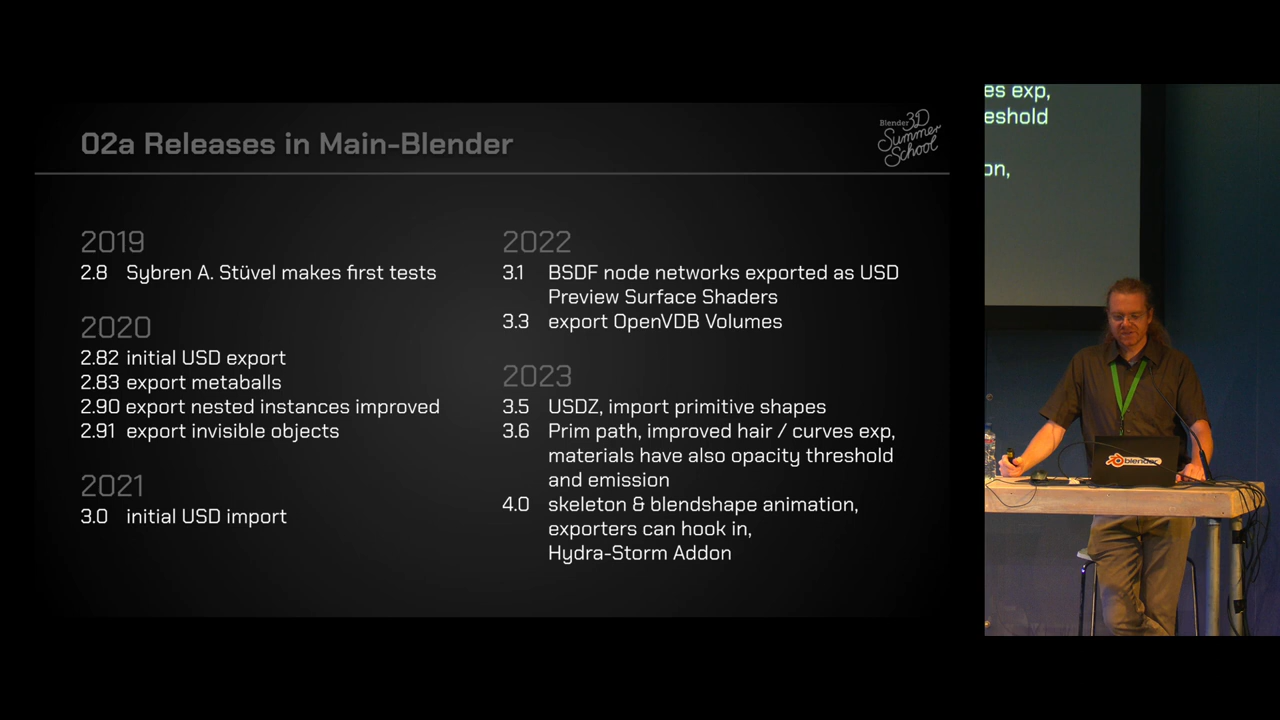 02a Releases in Main-Blender
Blender 3D
Summer
School
2019
2.8 Sybren A. Stüvel makes first tests
2020
2.82 initial USD export
2.83 export metaballs
2.90 export nested instances improved
2.91 export invisible objects
2021
3.0 initial USD import
2022
3.1 BSDF node networks exported as USD
Preview Surface Shaders
3.3 export OpenVDB Volumes
2023
3.5 USDZ, import primitive shapes
3.6 Prim path, improved hair / curves exp,
materials have also opacity threshold
and emission
4.0 skeleton & blendshape animation,
exporters can hook in,
Hydra-Storm Addon
es exp,
eshold
on,
blender